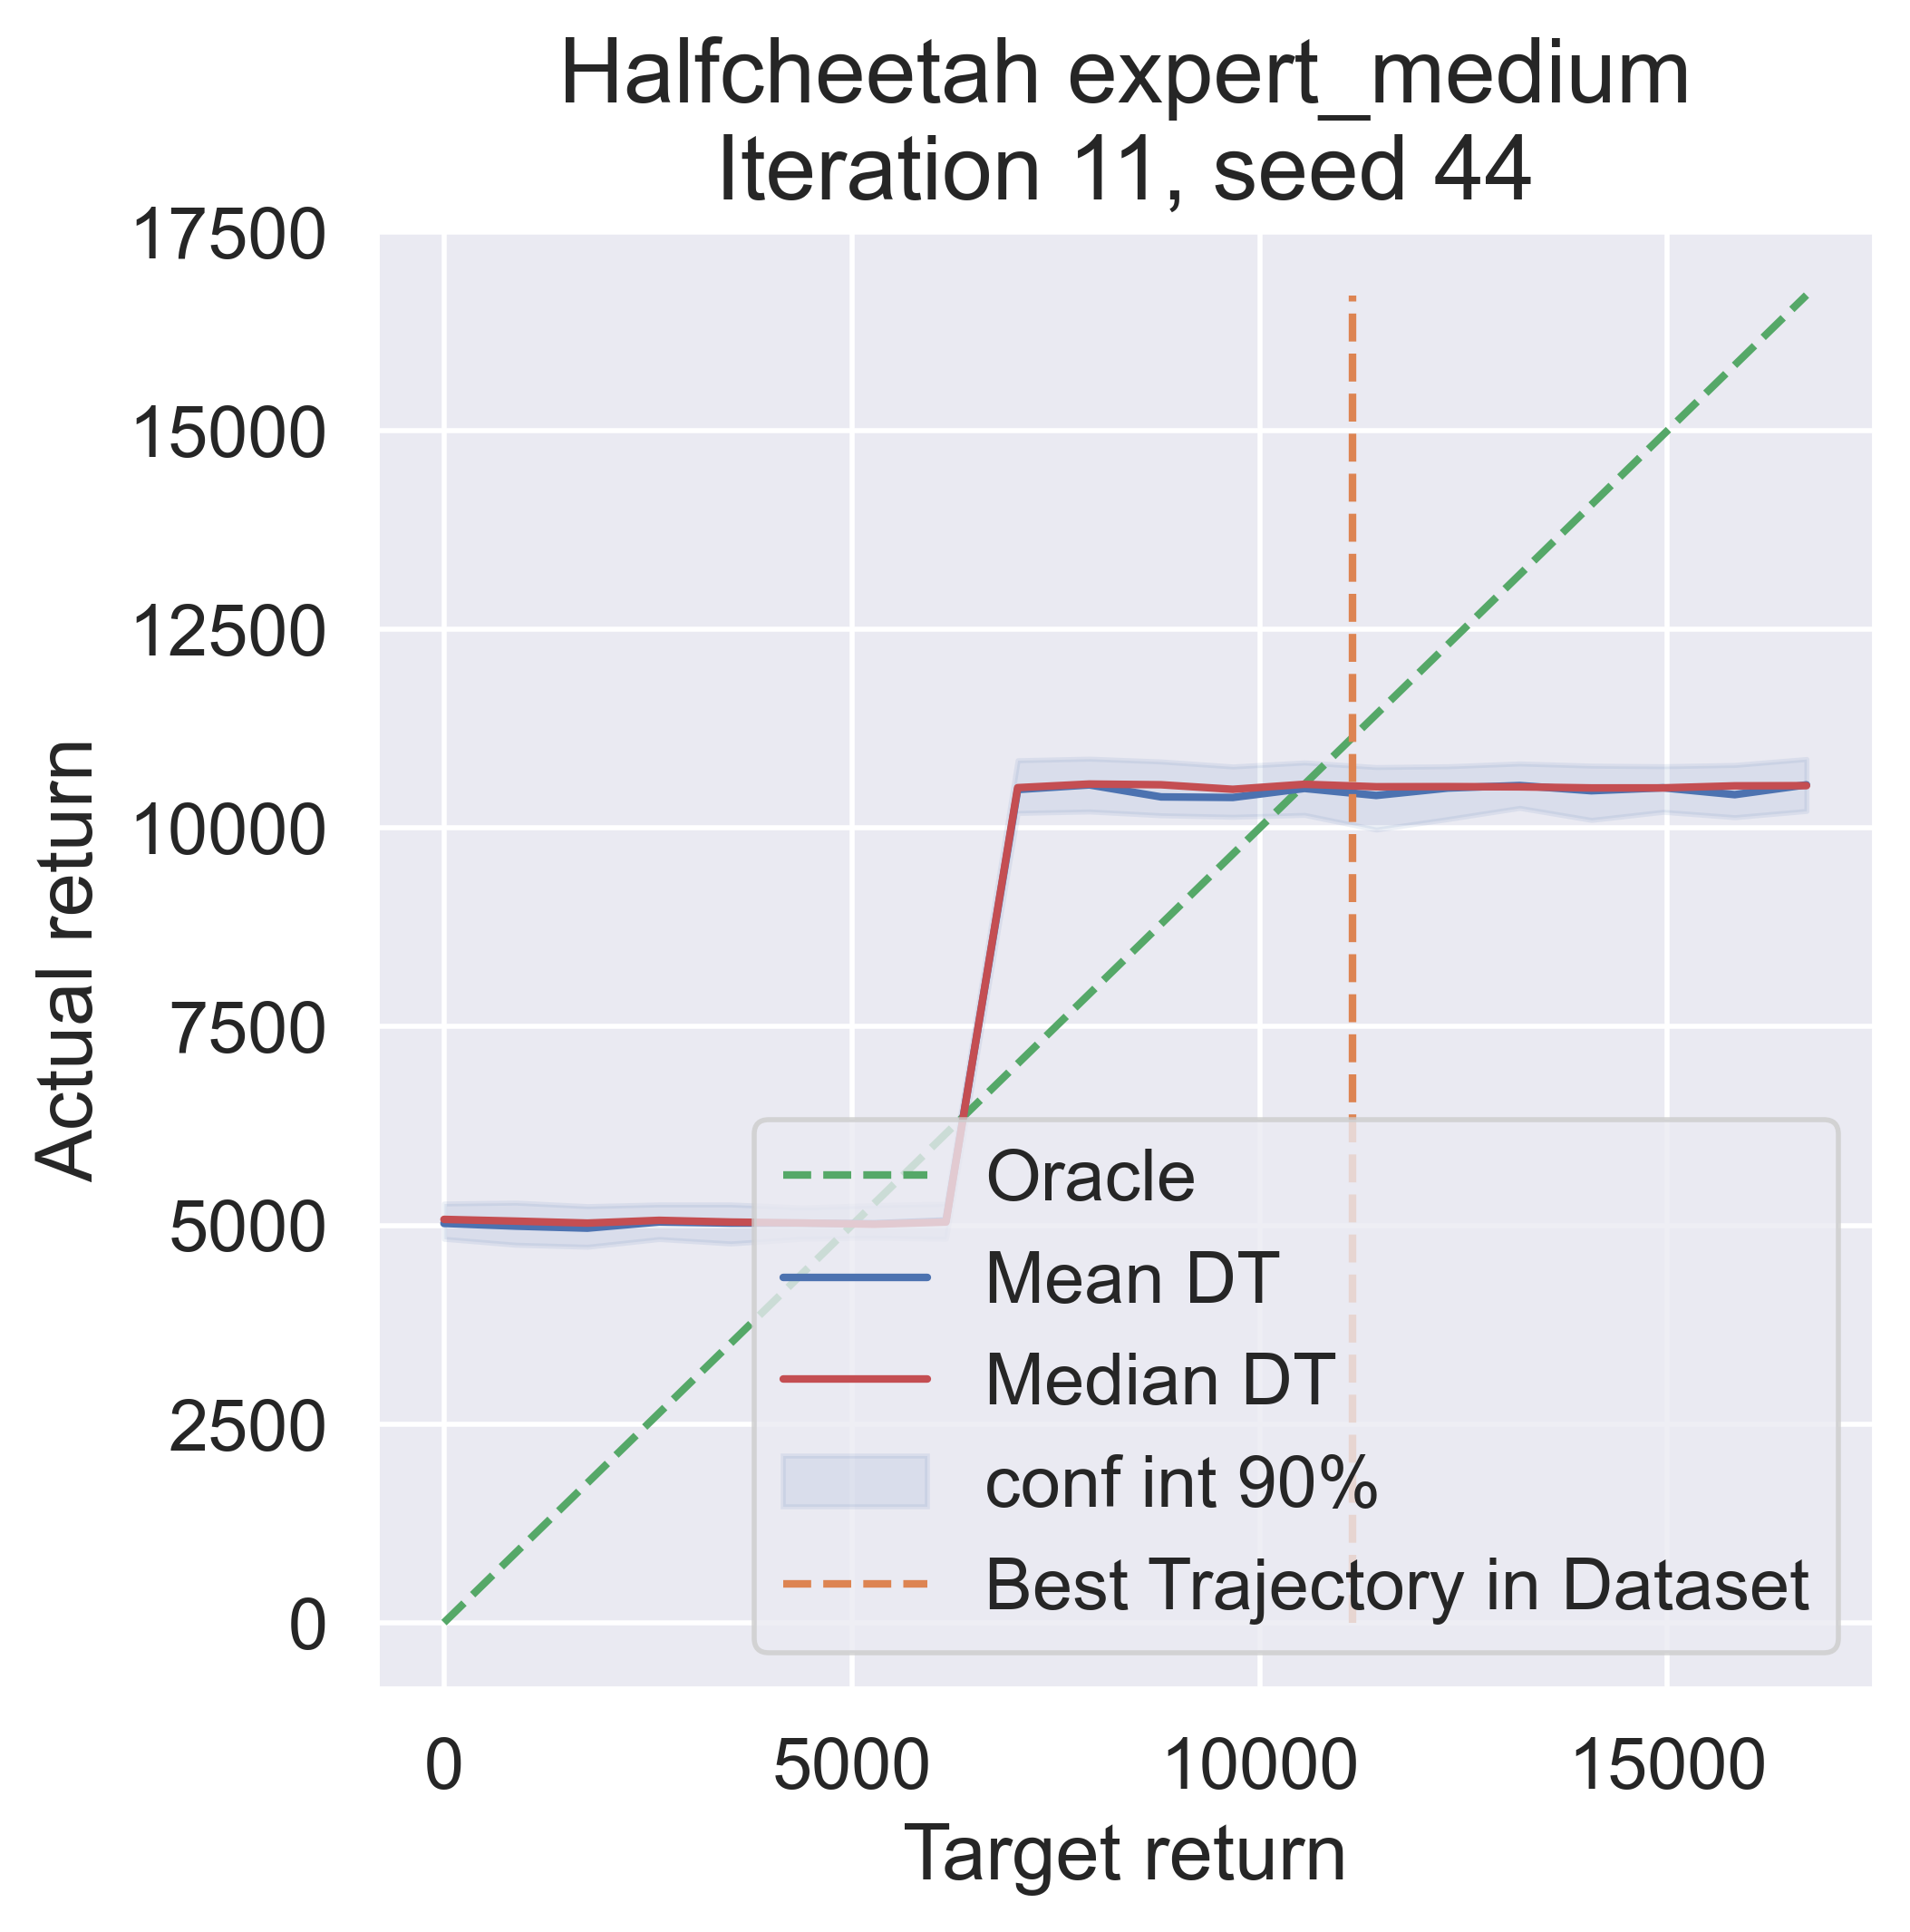 Halfcheetah expert_medium
Iteration 11, seed 44
17500
15000
12500
10000
7500
5000
2500
0
Actual return
Oracle
Mean DT
Median DT
conf int 90%
Best Trajectory in Dataset
0 5000 10000 15000
Target return